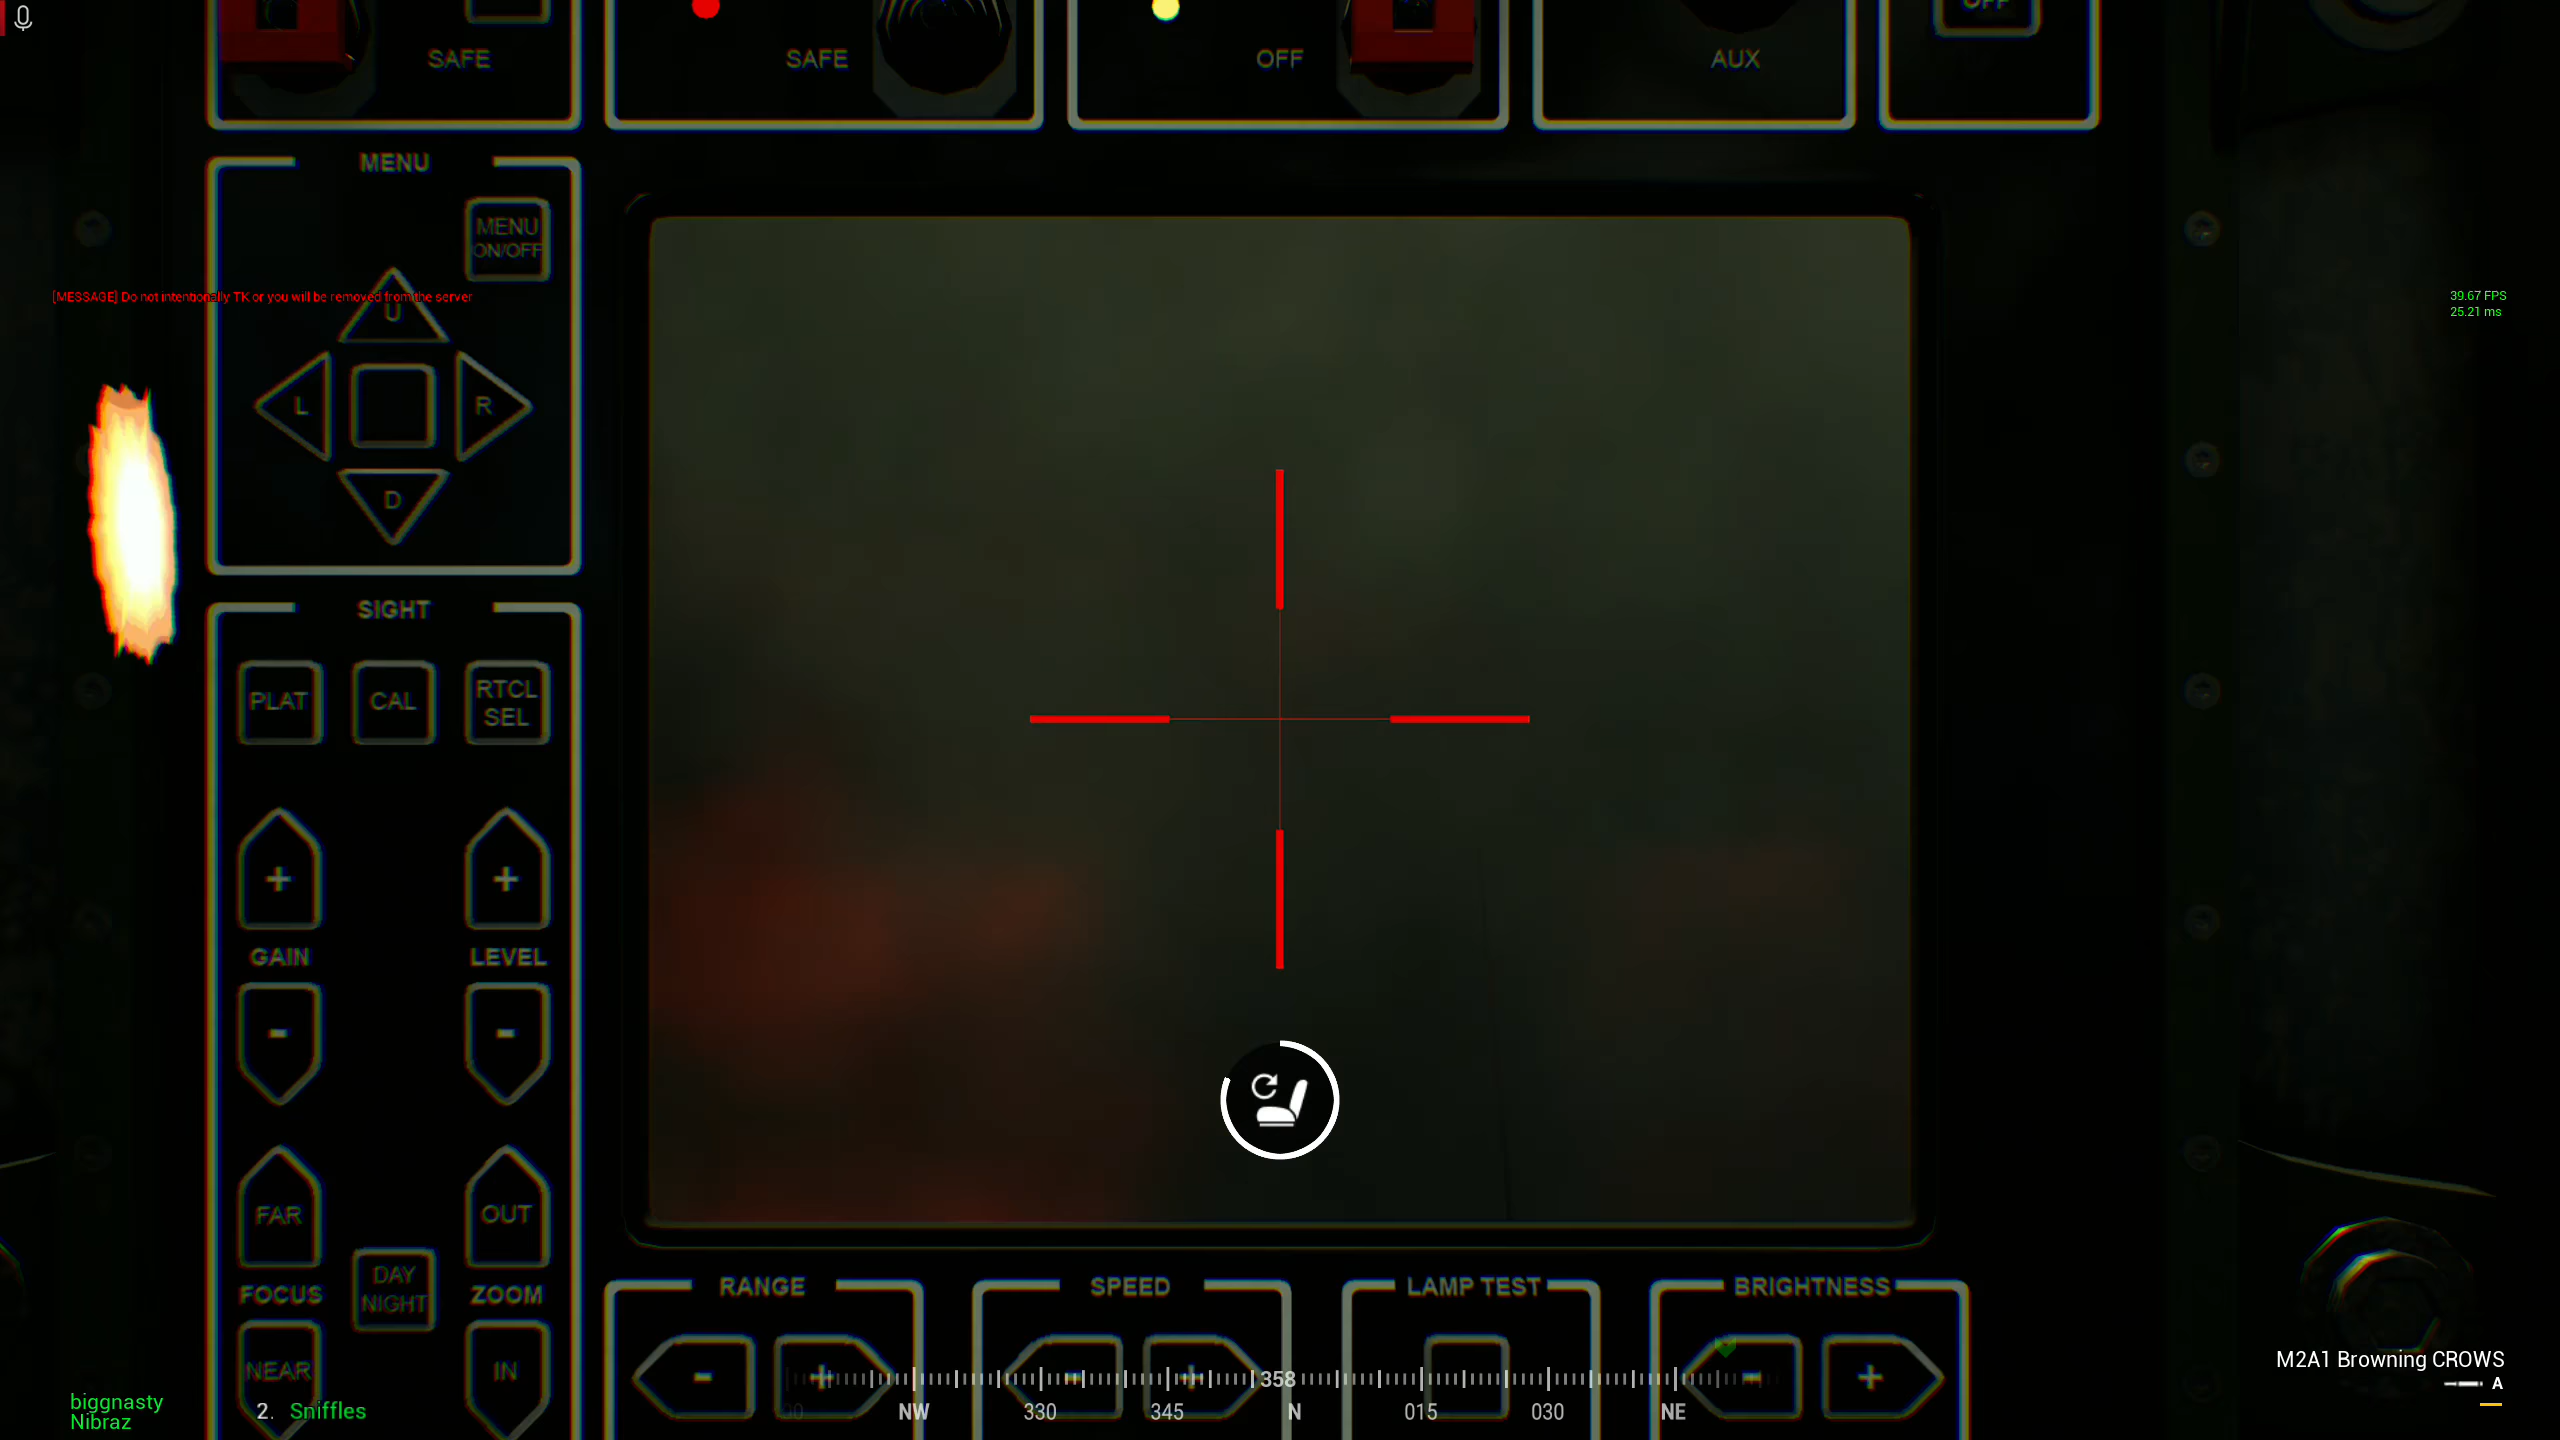 SAFE
SAFE
OFF
AUX
OFF
MENU
MENU
ON/OFF
[MESSAGE] Do not intentionally TK or you will be removed from the server
39.67 FPS
25.21 ms
U
L
R
D
SIGHT
PLAT
CAL
RTCL
SEL
+
+
GAIN
LEVEL
-
-
FAR
OUT
DAY
NIGHT
FOCUS
ZOOM
RANGE
SPEED
LAMP TEST
BRIGHTNESS
NEAR
IN
-
+
-
+
358
-
+
M2A1 Browning CROWS
A
biggnasty
Nibraz
2. Sniffles
NW
330
345
N
015
030
NE